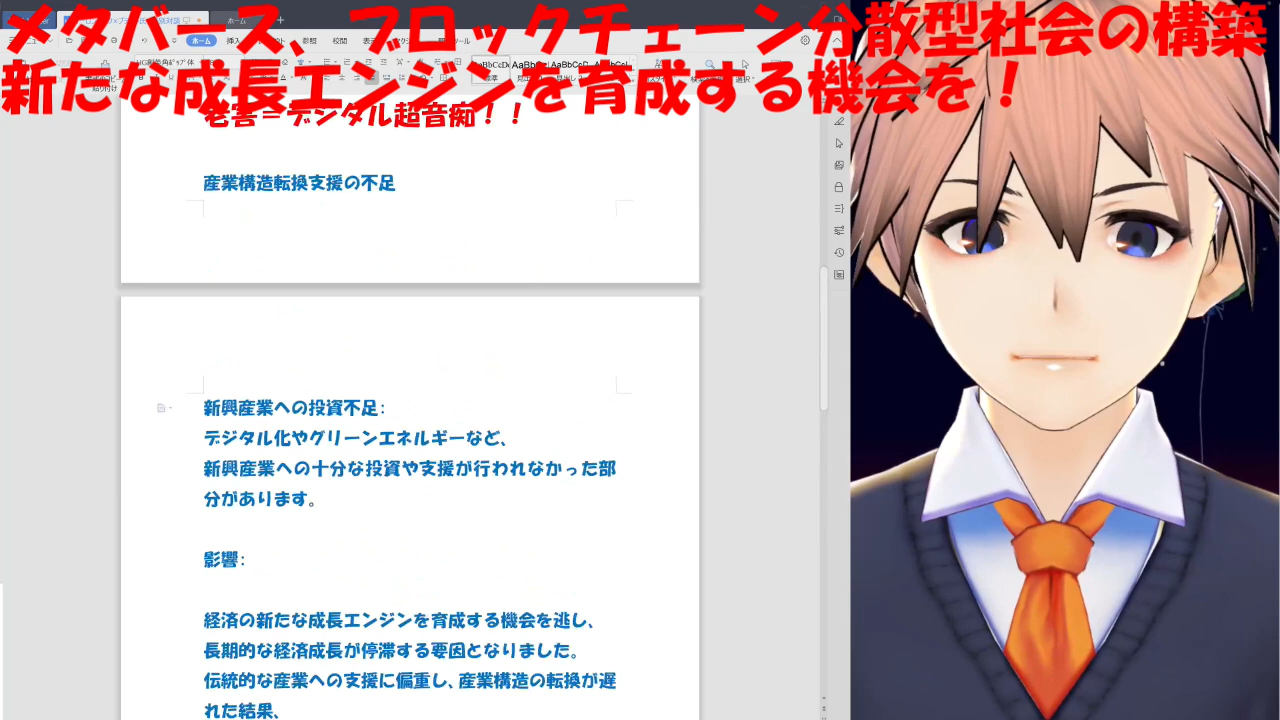 メタバース、ブロックチェーン分散型社会の構築
新たな成長エンジンを育成する機会を！
老害＝デジタル超音痴！！
産業構造転換支援の不足
新興産業への投資不足：
デジタル化やグリーンエネルギーなど、
新興産業への十分な投資や支援が行われなかった部
分があります。
影響：
経済の新たな成長エンジンを育成する機会を逃し、
長期的な経済成長が停滞する要因となりました。
伝統的な産業への支援に偏重し、産業構造の転換が遅
れた結果、
ホーム
参照
校閲